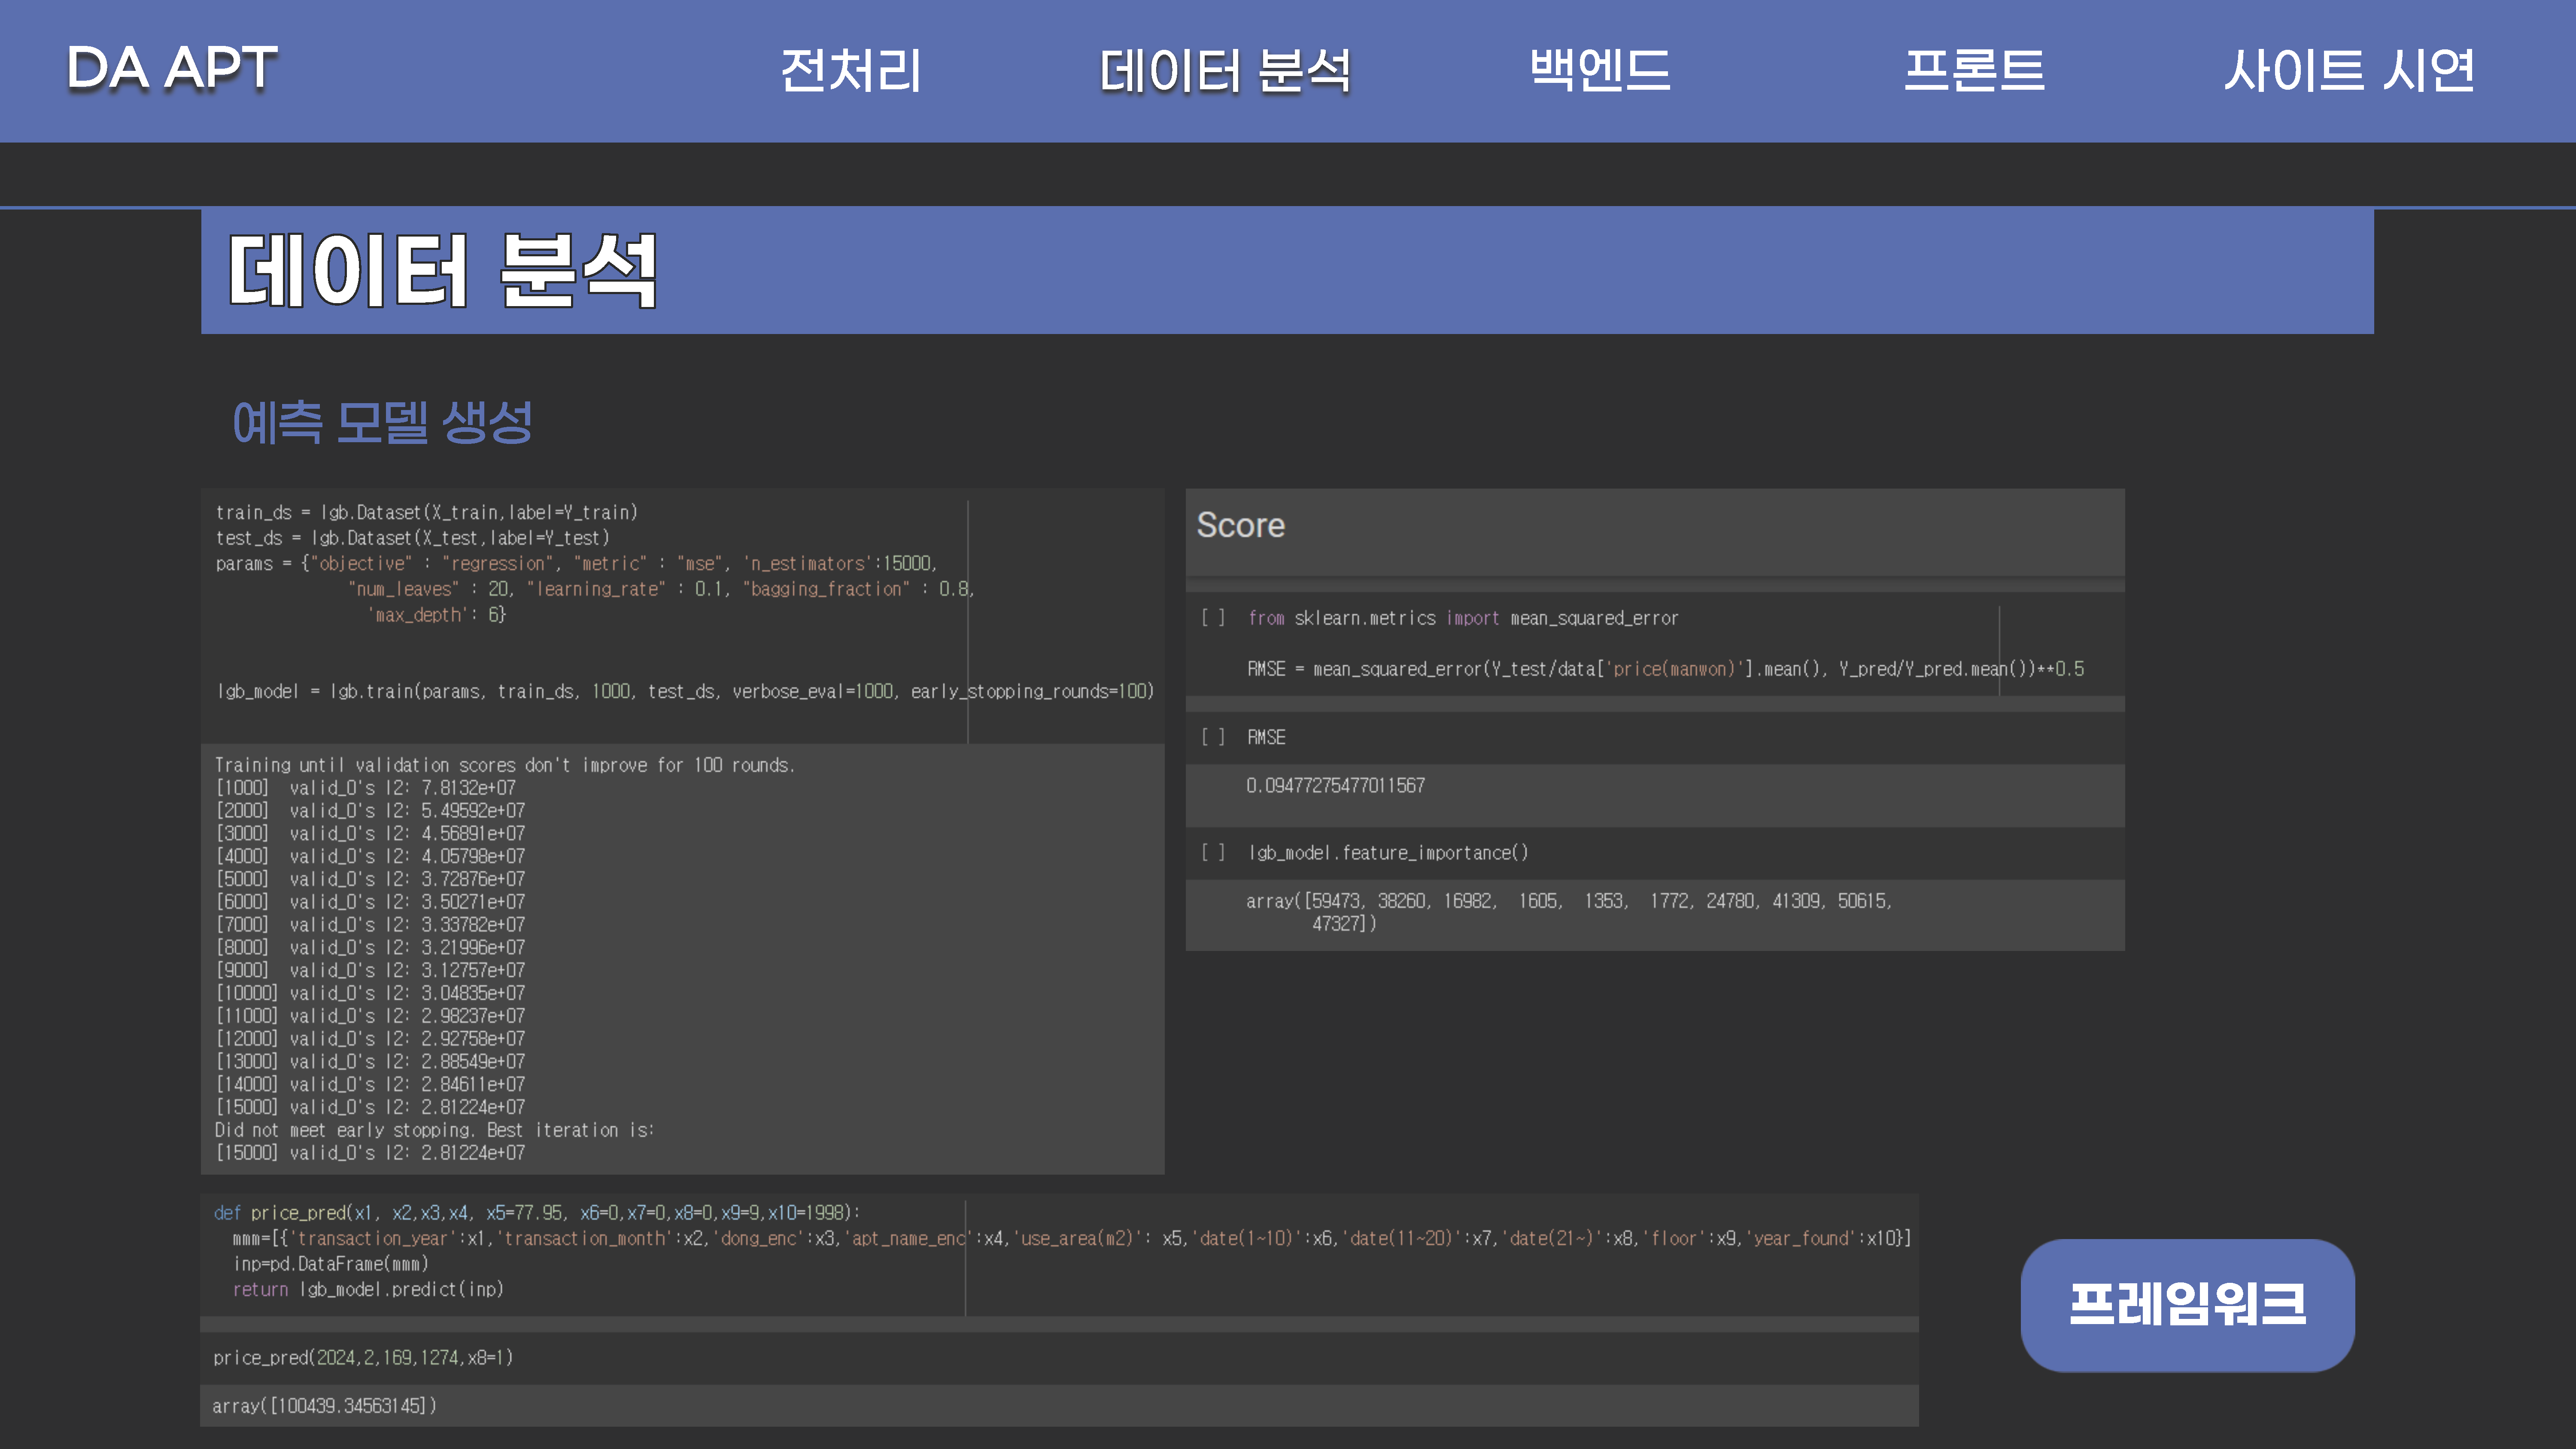 DA APT
전처리
데이터 분석
백엔드
프론트
사이트 시연
데이터 분석
예측 모델 생성
train_ds = lgb.Dataset(X_train,label=Y_train)
test_ds = lgb.Dataset(X_test,label=Y_test)
params = {"objective" : "regression", "metric" : "mse", 'n_estimators':15000,
"num_leaves" : 20, "learning_rate" : 0.1, "bagging_fraction" : 0.8,
'max_depth': 6}
lgb_model = lgb.train(params, train_ds, 1000, test_ds, verbose_eval=1000, early_stopping_rounds=100)
Training until validation scores don't improve for 100 rounds.
[1000] valid_0's l2: 7.8132e+07
[2000] valid_0's l2: 5.49592e+07
[3000] valid_0's l2: 4.56891e+07
[4000] valid_0's l2: 4.05798e+07
[5000] valid_0's l2: 3.72876e+07
[6000] valid_0's l2: 3.50271e+07
[7000] valid_0's l2: 3.33782e+07
[8000] valid_0's l2: 3.21996e+07
[9000] valid_0's l2: 3.12757e+07
[10000] valid_0's l2: 3.04835e+07
[11000] valid_0's l2: 2.98237e+07
[12000] valid_0's l2: 2.92758e+07
[13000] valid_0's l2: 2.88549e+07
[14000] valid_0's l2: 2.84611e+07
[15000] valid_0's l2: 2.81224e+07
Did not meet early stopping. Best iteration is:
[15000] valid_0's l2: 2.81224e+07
Score
[ ] from sklearn.metrics import mean_squared_error
RMSE = mean_squared_error(Y_test/data['price(manwon)'].mean(), Y_pred/Y_pred.mean())**0.5
[ ] RMSE
0.09477275477011567
[ ] lgb_model.feature_importance()
array([59473, 38260, 16982, 1605, 1353, 1772, 24780, 41309, 50615,
47327])
def price_pred(x1, x2,x3,x4, x5=77.95, x6=0,x7=0,x8=0,x9=9,x10=1998):
mmm=[{'transaction_year':x1,'transaction_month':x2,'dong_enc':x3,'apt_name_enc':x4,'use_area(m2)': x5,'date(1~10)':x6,'date(11~20)':x7,'date(21~)':x8,'floor':x9,'year_found':x10}]
inp=pd.DataFrame(mmm)
return lgb_model.predict(inp)
price_pred(2024,2,169,1274,x8=1)
array([100439.34563145])
프레임워크